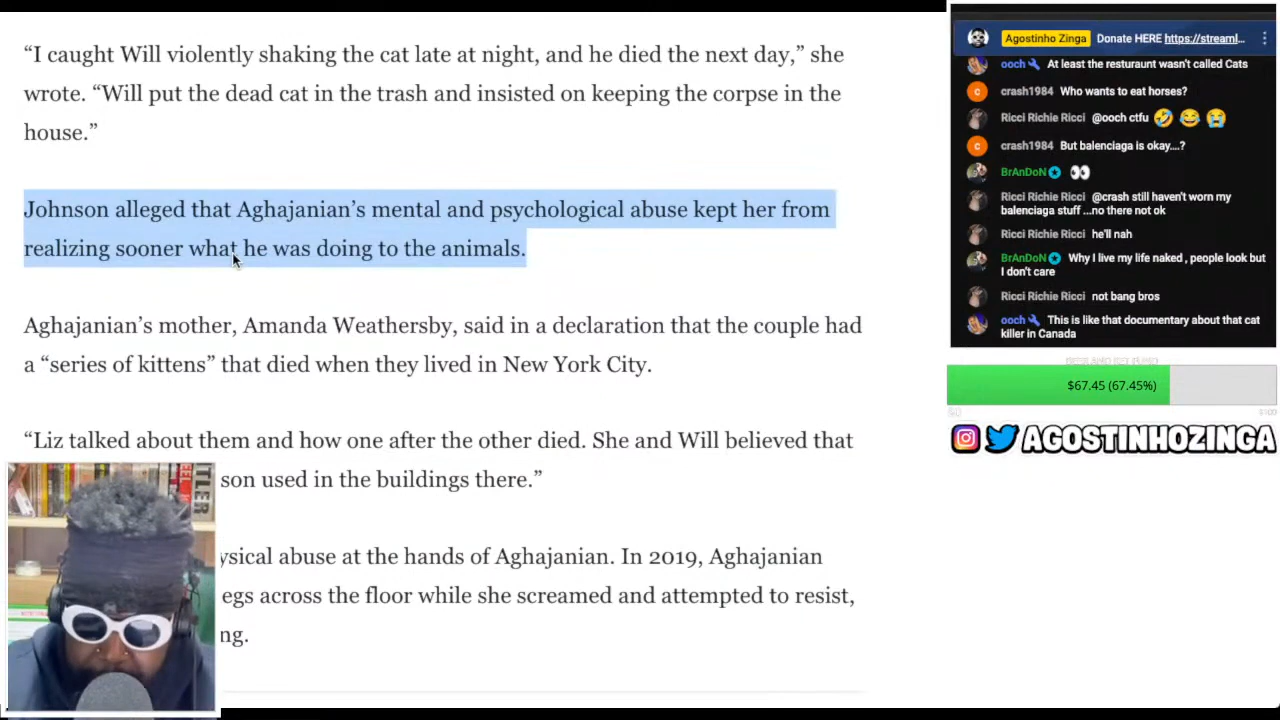 “I caught Will violently shaking the cat late at night, and he died the next day,” she
wrote. “Will put the dead cat in the trash and insisted on keeping the corpse in the
house.”
Johnson alleged that Aghajanian’s mental and psychological abuse kept her from
realizing sooner what he was doing to the animals.
Aghajanian’s mother, Amanda Weathersby, said in a declaration that the couple had
a “series of kittens” that died when they lived in New York City.
“Liz talked about them and how one after the other died. She and Will believed that
son used in the buildings there.”
ysical abuse at the hands of Aghajanian. In 2019, Aghajanian
egs across the floor while she screamed and attempted to resist,
ng.
Agostinho Zinga Donate HERE https://streaml...
ooch At least the resturaunt wasn't called Cats
crash1984 Who wants to eat horses?
Ricci Richie Ricci @ooch ctfu 🤣 😂 😭
crash1984 But balenciaga is okay....?
BrAnDoN 👀
Ricci Richie Ricci @crash still haven't worn my
balenciaga stuff ...no there not ok
Ricci Richie Ricci he'll nah
BrAnDoN Why I live my life naked , people look but
I don't care
Ricci Richie Ricci not bang bros
ooch This is like that documentary about that cat
killer in Canada
$67.45 (67.45%)
$0 $100
AGOSTINHOZINGA